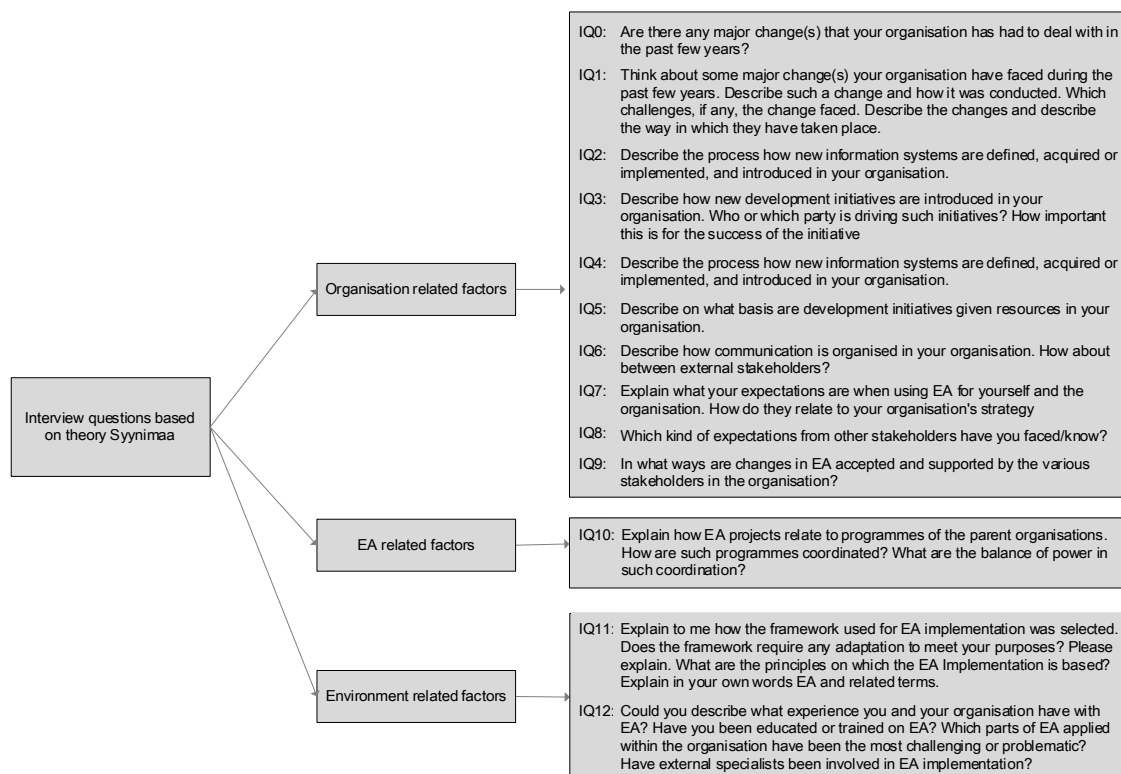 IQ0: Are there any major change(s) that your organisation has had to deal with in
the past few years?
IQ1: Think about some major change(s) your organisation have faced during the
past few years. Describe such a change and how it was conducted. Which
challenges, if any, the change faced. Describe the changes and describe
the way in which they have taken place.
IQ2: Describe the process how new information systems are defined, acquired or
implemented, and introduced in your organisation.
IQ3: Describe how new development initiatives are introduced in your
organisation. Who or which party is driving such initiatives? How important
this is for the success of the initiative
IQ4: Describe the process how new information systems are defined, acquired or
implemented, and introduced in your organisation.
IQ5: Describe on what basis are development initiatives given resources in your
organisation.
IQ6: Describe how communication is organised in your organisation. How about
between external stakeholders?
IQ7: Explain what your expectations are when using EA for yourself and the
organisation. How do they relate to your organisation's strategy
IQ8: Which kind of expectations from other stakeholders have you faced/know?
IQ9: In what ways are changes in EA accepted and supported by the various
stakeholders in the organisation?
Organisation related factors
Interview questions based
on theory Syynimaa
EA related factors
IQ10: Explain how EA projects relate to programmes of the parent organisations.
How are such programmes coordinated? What are the balance of power in
such coordination?
Environment related factors
IQ11: Explain to me how the framework used for EA implementation was selected.
Does the framework require any adaptation to meet your purposes? Please
explain. What are the principles on which the EA Implementation is based?
Explain in your own words EA and related terms.
IQ12: Could you describe what experience you and your organisation have with
EA? Have you been educated or trained on EA? Which parts of EA applied
within the organisation have been the most challenging or problematic?
Have external specialists been involved in EA implementation?